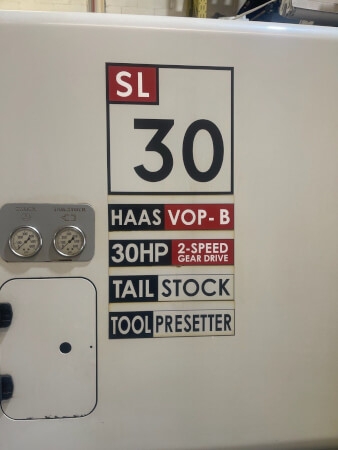 SL
30
HAAS VOP-B
30HP 2-SPEED
GEAR DRIVE
TAIL STOCK
TOOL PRESETTER